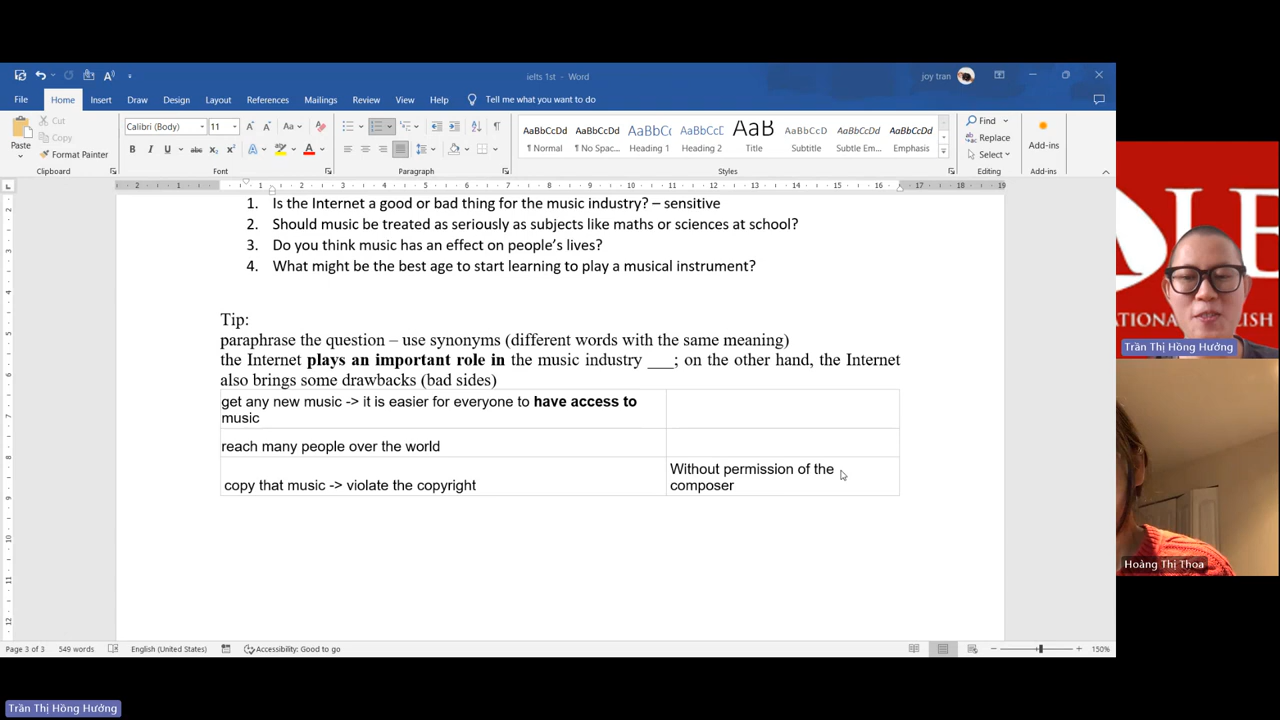 ielts 1st - Word
joy tran
File Home Insert Draw Design Layout References Mailings Review View Help Tell me what you want to do
Paste
Cut
Copy
Format Painter
Clipboard
Calibri (Body) 11
Font
Paragraph
AaBbCcDd AaBbCcDd AaBbCc AaBbCcD AaB AaBbCcD AaBbCcDd AaBbCcDd
¶ Normal ¶ No Spac... Heading 1 Heading 2 Title Subtitle Subtle Em... Emphasis
Styles
Find
Replace
Select
Editing
Add-ins
Add-ins
1. Is the Internet a good or bad thing for the music industry? – sensitive
2. Should music be treated as seriously as subjects like maths or sciences at school?
3. Do you think music has an effect on people's lives?
4. What might be the best age to start learning to play a musical instrument?
Tip:
paraphrase the question – use synonyms (different words with the same meaning)
the Internet plays an important role in the music industry ___; on the other hand, the Internet
also brings some drawbacks (bad sides)
get any new music -> it is easier for everyone to have access to
music
reach many people over the world
copy that music -> violate the copyright
Without permission of the
composer
Page 3 of 3 549 words English (United States) Accessibility: Good to go 150%
Trần Thị Hồng Hưởng
Hoàng Thị Thoa
Trần Thị Hồng Hưởng